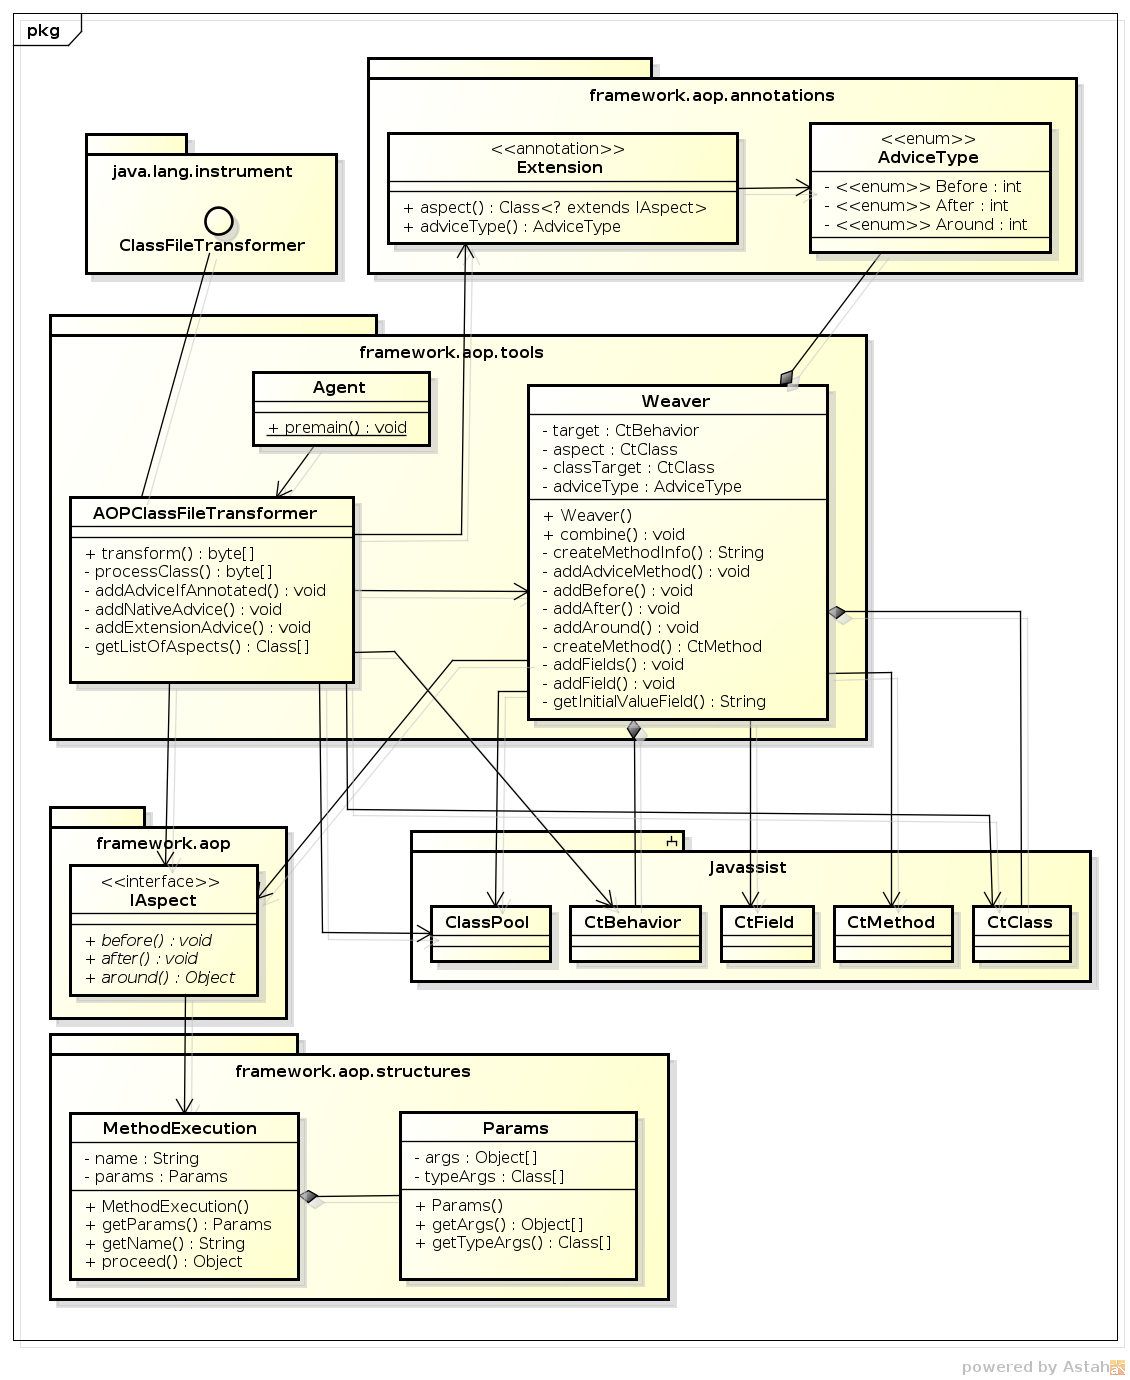 pkg
framework.aop.annotations
<<annotation>>
Extension
+ aspect() : Class<? extends IAspect>
+ adviceType() : AdviceType
<<enum>>
AdviceType
- <<enum>> Before : int
- <<enum>> After : int
- <<enum>> Around : int
java.lang.instrument
ClassFileTransformer
framework.aop.tools
Agent
+ premain() : void
AOPClassFileTransformer
+ transform() : byte[]
- processClass() : byte[]
- addAdviceIfAnnotated() : void
- addNativeAdvice() : void
- addExtensionAdvice() : void
- getListOfAspects() : Class[]
Weaver
- target : CtBehavior
- aspect : CtClass
- classTarget : CtClass
- adviceType : AdviceType
+ Weaver()
+ combine() : void
- createMethodInfo() : String
- addAdviceMethod() : void
- addBefore() : void
- addAfter() : void
- addAround() : void
- createMethod() : CtMethod
- addFields() : void
- addField() : void
- getInitialValueField() : String
framework.aop
<<interface>>
IAspect
+ before() : void
+ after() : void
+ around() : Object
Javassist
ClassPool
CtBehavior
CtField
CtMethod
CtClass
framework.aop.structures
MethodExecution
- name : String
- params : Params
+ MethodExecution()
+ getParams() : Params
+ getName() : String
+ proceed() : Object
Params
- args : Object[]
- typeArgs : Class[]
+ Params()
+ getArgs() : Object[]
+ getTypeArgs() : Class[]
powered by Astah